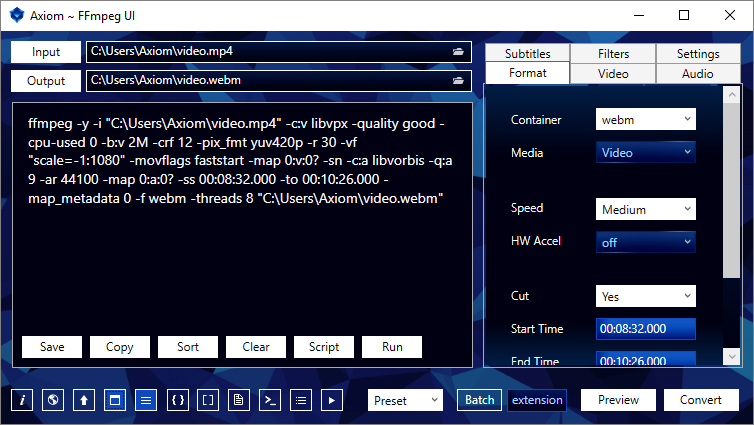 Axiom ~ FFmpeg UI
Input
C:\Users\Axiom\video.mp4
Output
C:\Users\Axiom\video.webm
ffmpeg -y -i "C:\Users\Axiom\video.mp4" -c:v libvpx -quality good -
cpu-used 0 -b:v 2M -crf 12 -pix_fmt yuv420p -r 30 -vf
"scale=-1:1080" -movflags faststart -map 0:v:0? -sn -c:a libvorbis -q:a
9 -ar 44100 -map 0:a:0? -ss 00:08:32.000 -to 00:10:26.000 -
map_metadata 0 -f webm -threads 8 "C:\Users\Axiom\video.webm"
Save Copy Sort Clear Script Run
Subtitles Filters Settings
Format Video Audio
Container webm
Media Video
Speed Medium
HW Accel off
Cut Yes
Start Time 00:08:32.000
End Time 00:10:26.000
i { } [ ] >_
Preset Batch extension Preview Convert